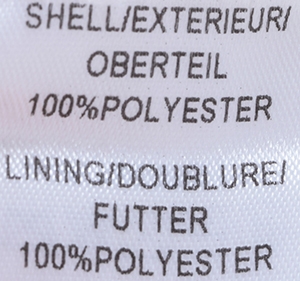 SHELL/EXTERIEUR/
OBERTEIL
100%POLYESTER
LINING/DOUBLURE/
FUTTER
100%POLYESTER